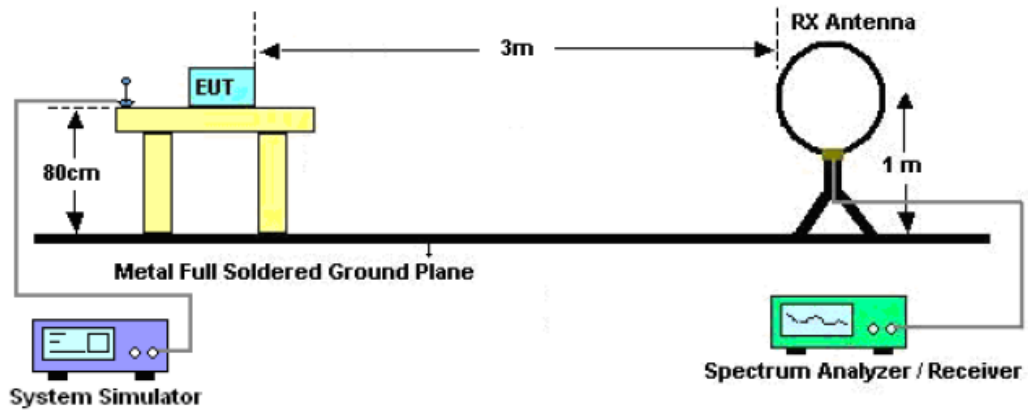 RX Antenna
3m
EUT
80cm
1 m
Metal Full Soldered Ground Plane
System Simulator
Spectrum Analyzer / Receiver